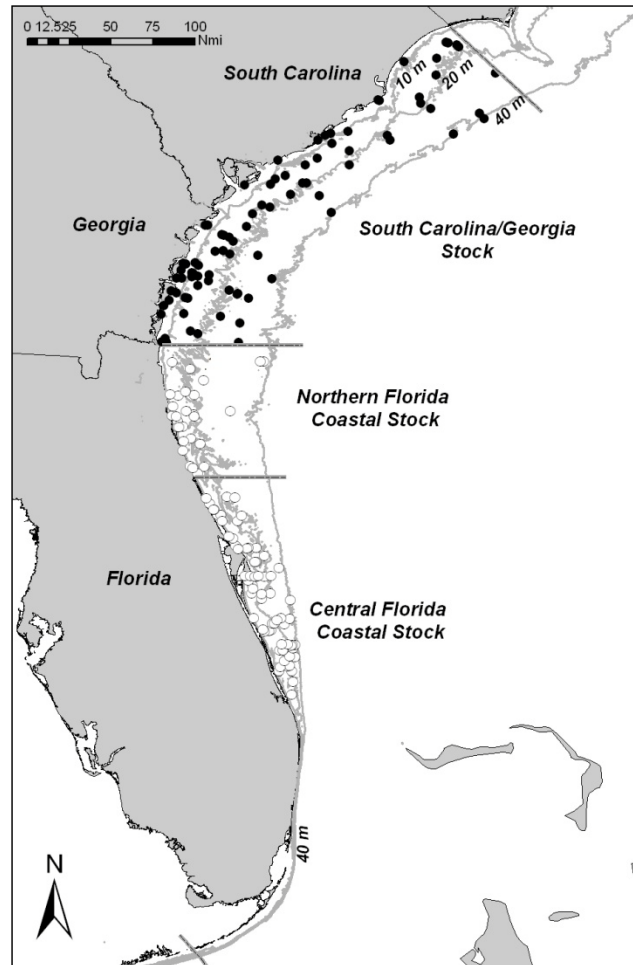 0 12.525 50 75 100
Nmi
South Carolina
10 m
20 m
40 m
Georgia
South Carolina/Georgia
Stock
Northern Florida
Coastal Stock
Florida
Central Florida
Coastal Stock
40 m
N